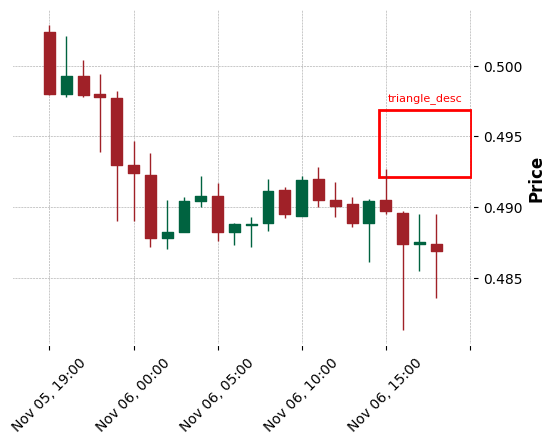 triangle_desc
0.500
0.495
0.490
0.485
Price
Nov 05, 19:00
Nov 06, 00:00
Nov 06, 05:00
Nov 06, 10:00
Nov 06, 15:00